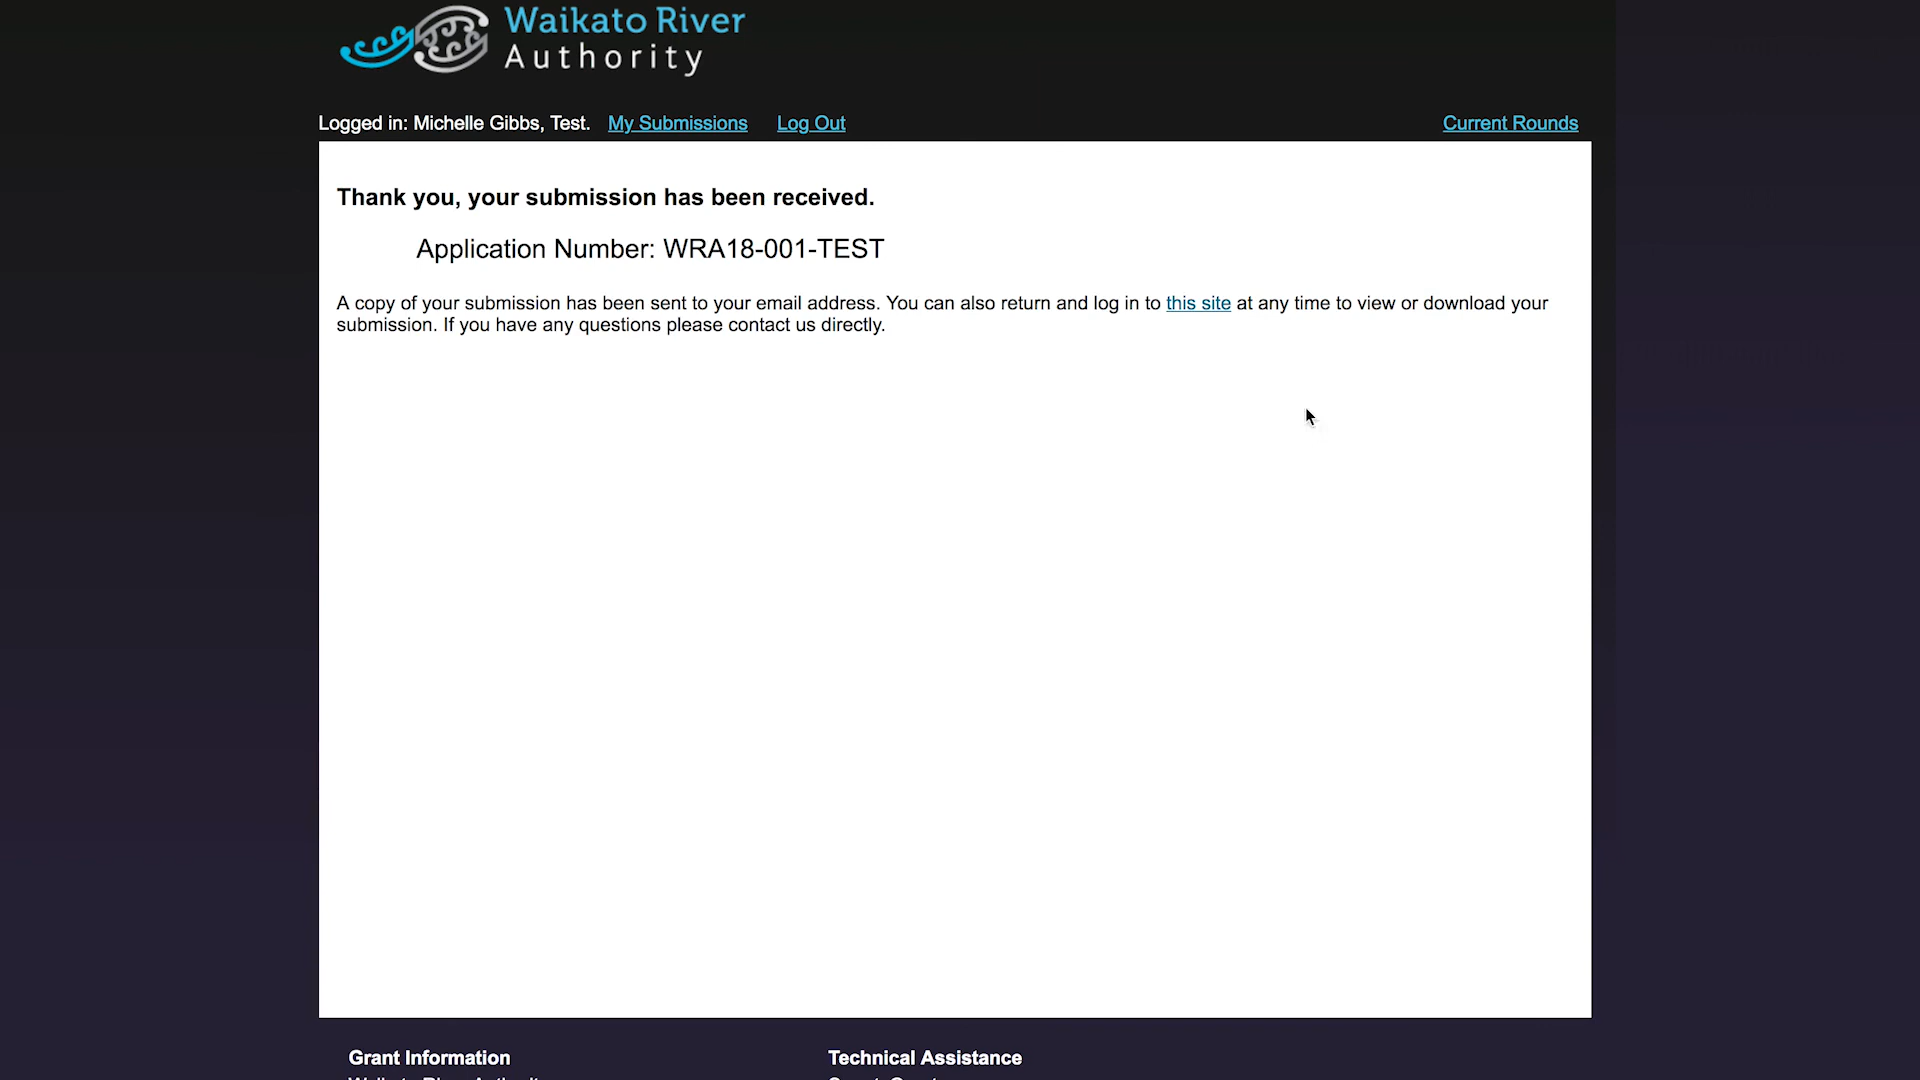 Waikato River
Authority
Logged in: Michelle Gibbs, Test. My Submissions Log Out Current Rounds
Thank you, your submission has been received.
Application Number: WRA18-001-TEST
A copy of your submission has been sent to your email address. You can also return and log in to this site at any time to view or download your
submission. If you have any questions please contact us directly.
Grant Information Technical Assistance
Waikato River Authority